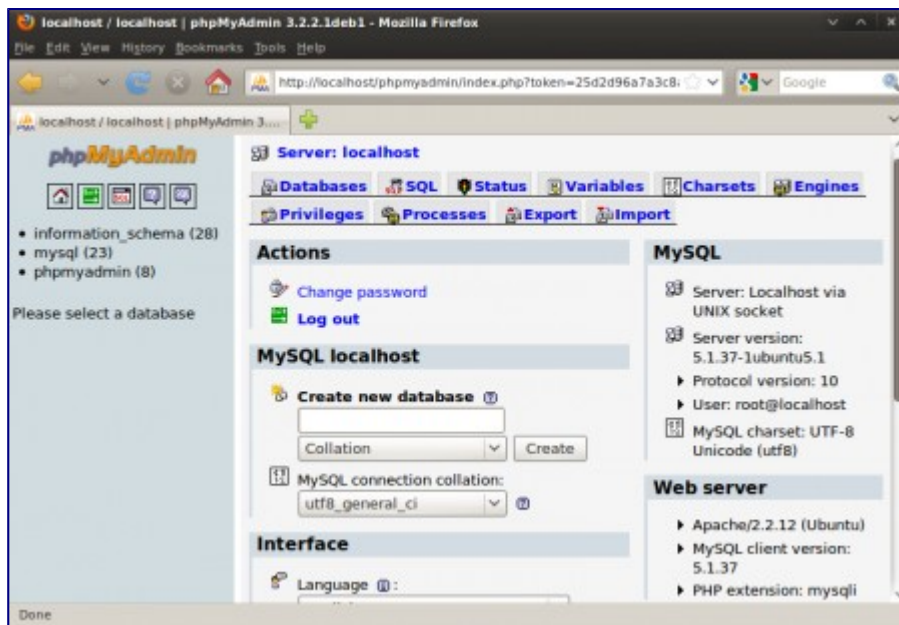 localhost / localhost | phpMyAdmin 3.2.2.1deb1 - Mozilla Firefox
File Edit View History Bookmarks Tools Help
http://localhost/phpmyadmin/index.php?token=25d2d96a7a3c8
Google
localhost / localhost | phpMyAdmin 3....
phpMyAdmin
information_schema (28)
mysql (23)
phpmyadmin (8)
Please select a database
Server: localhost
Databases SQL Status Variables Charsets Engines
Privileges Processes Export Import
Actions
Change password
Log out
MySQL localhost
Create new database
Collation Create
MySQL connection collation:
utf8_general_ci
Interface
Language :
MySQL
Server: Localhost via
UNIX socket
Server version:
5.1.37-1ubuntu5.1
Protocol version: 10
User: root@localhost
MySQL charset: UTF-8
Unicode (utf8)
Web server
Apache/2.2.12 (Ubuntu)
MySQL client version:
5.1.37
PHP extension: mysqli
Done